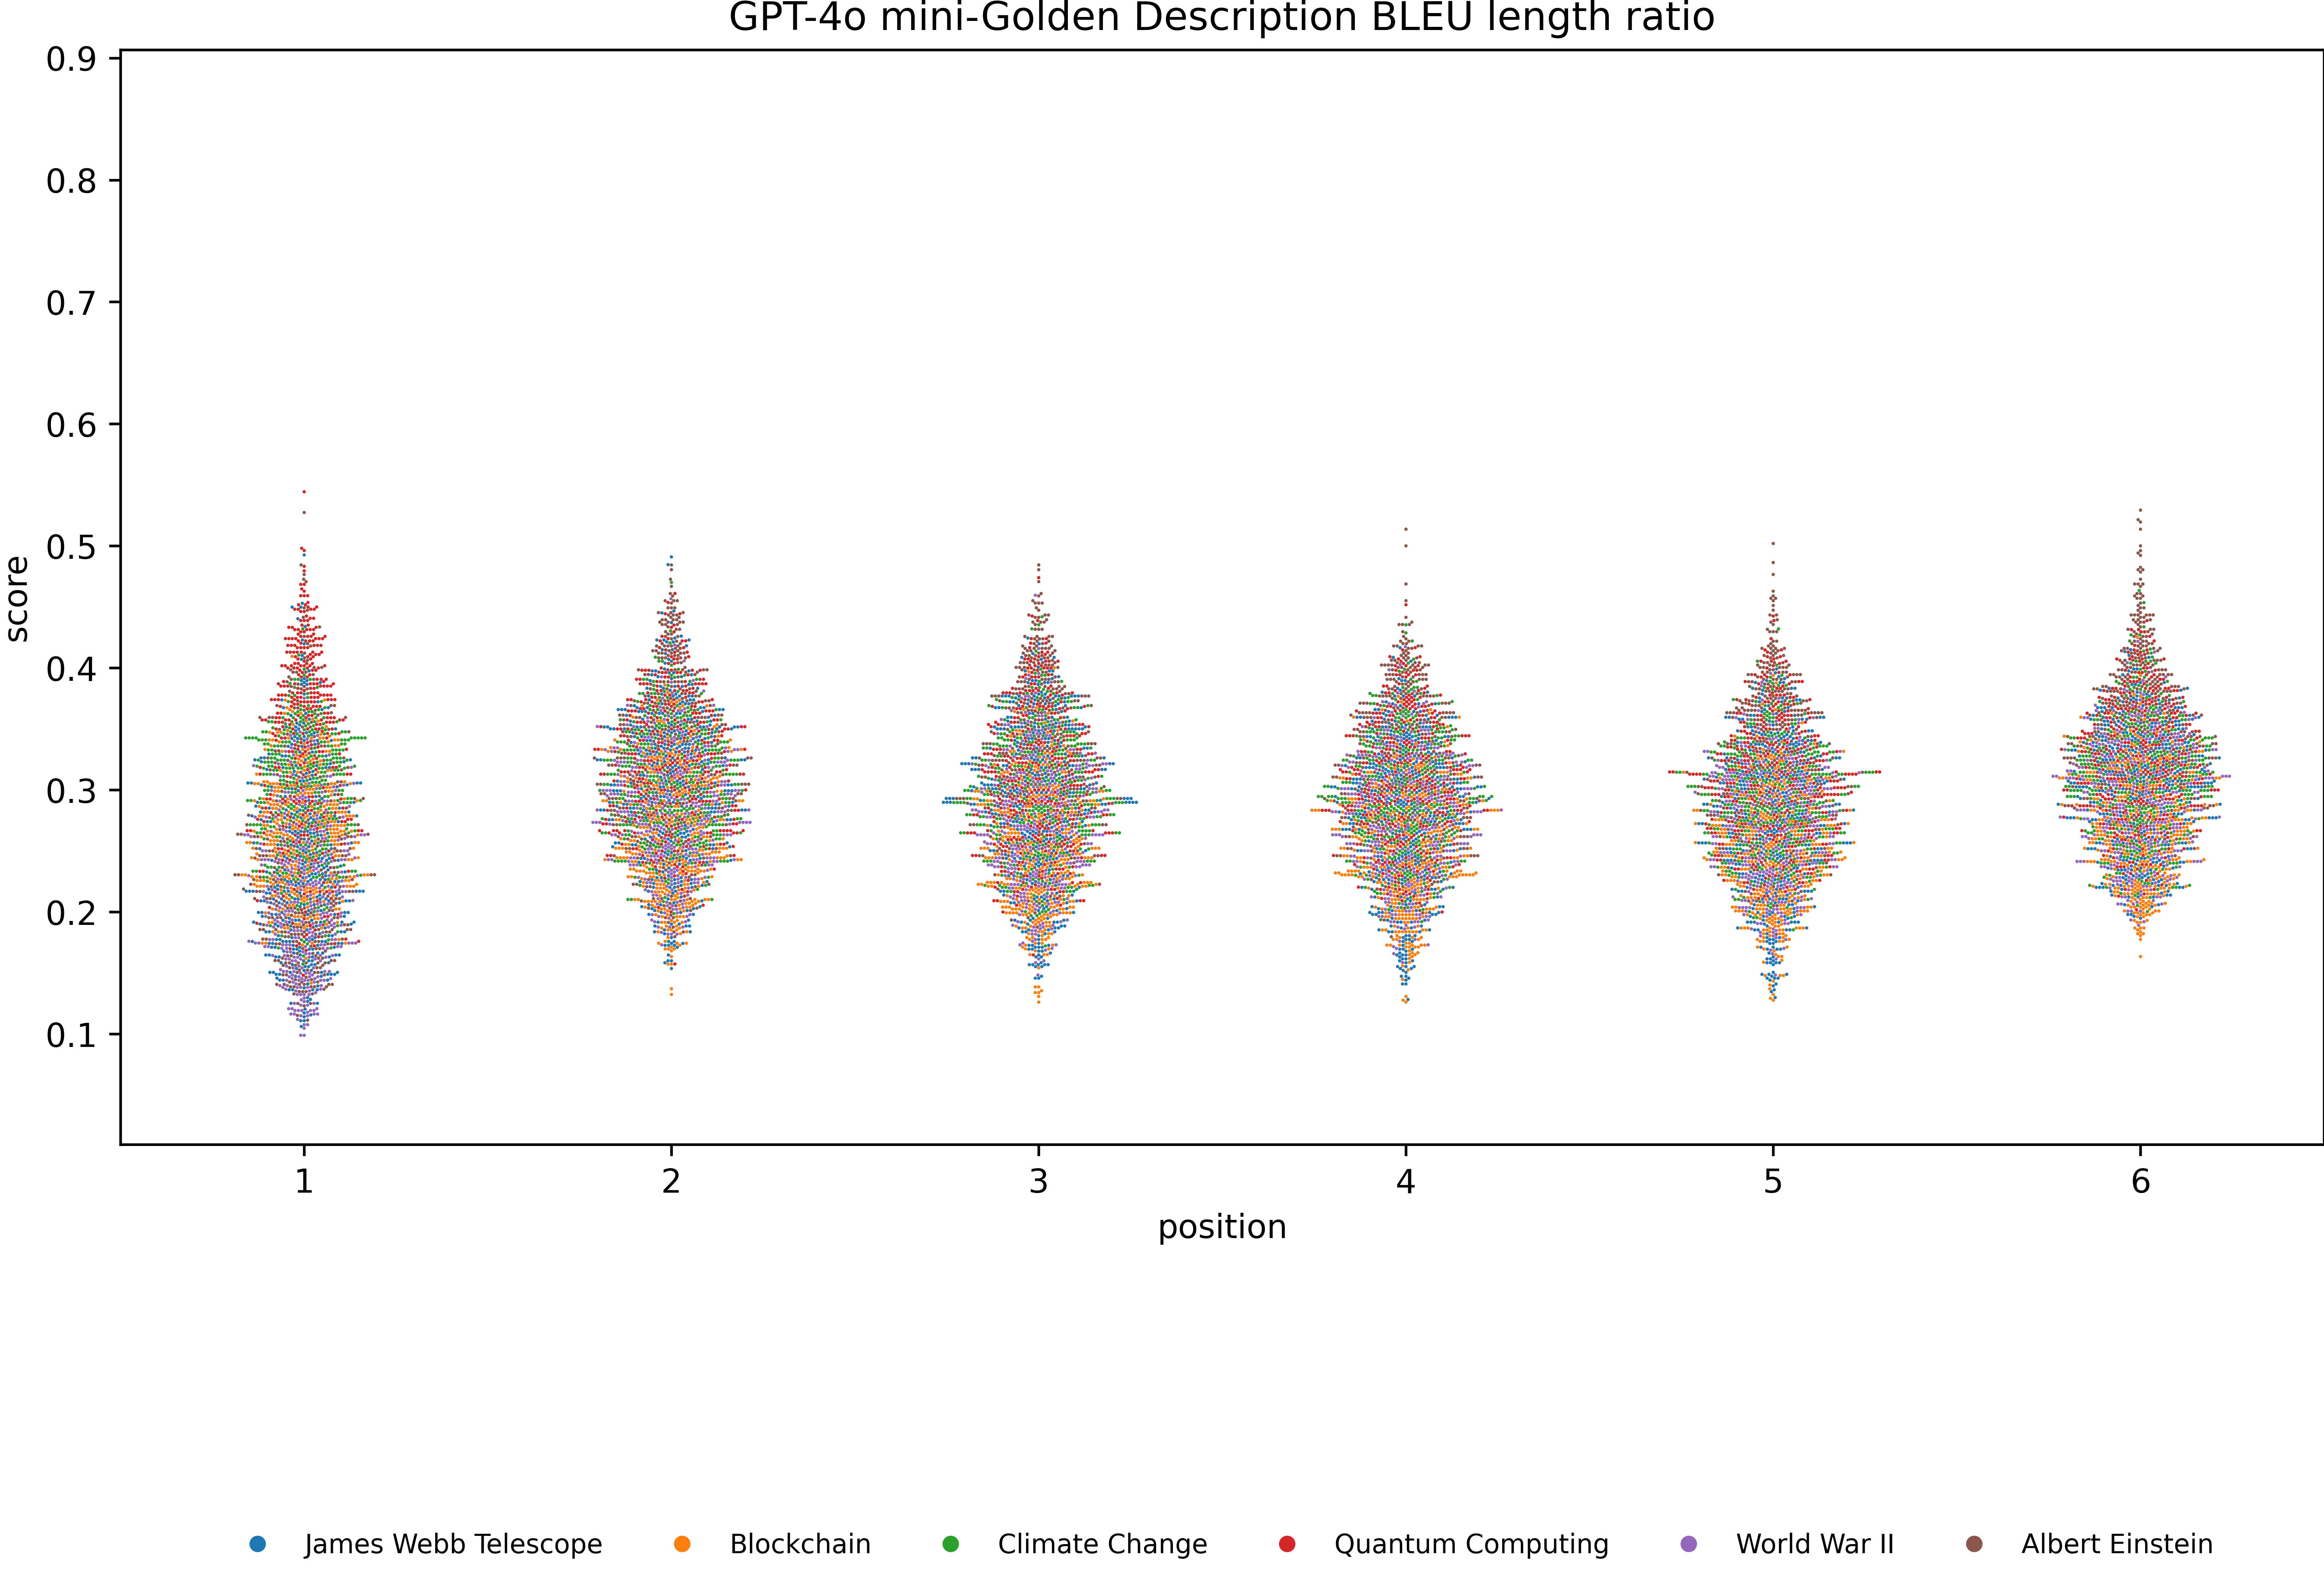 GPT-4o mini-Golden Description BLEU length ratio
0.9
0.8
0.7
0.6
0.5
0.4
0.3
0.2
0.1
score
1 2 3 4 5 6
position
James Webb Telescope Blockchain Climate Change Quantum Computing World War II Albert Einstein